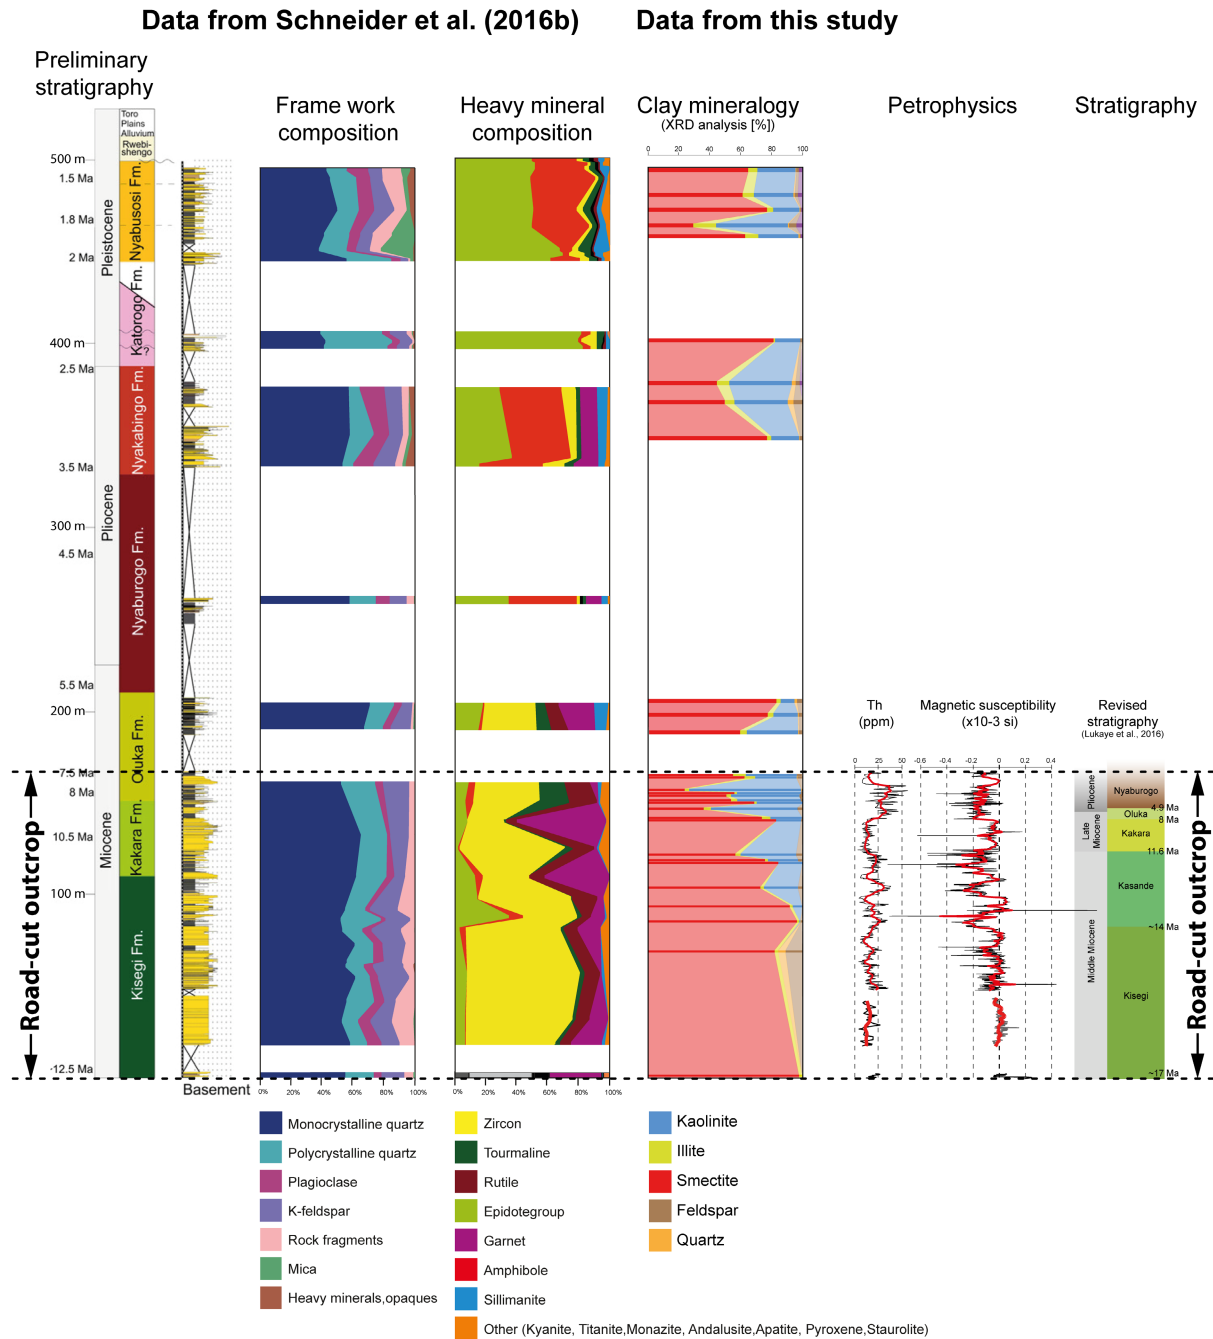 Data from Schneider et al. (2016b)
Data from this study
Preliminary
stratigraphy
Frame work
composition
Heavy mineral
composition
Clay mineralogy
(XRD analysis [%])
Petrophysics
Stratigraphy
0 20 40 60 80 100
Toro
Plains
Alluvium
Rwebi-
shengo
500 m
1.5 Ma
1.8 Ma
2 Ma
400 m
2.5 Ma
3.5 Ma
300 m
4.5 Ma
5.5 Ma
200 m
7.5 Ma
8 Ma
10.5 Ma
100 m
12.5 Ma
Pleistocene
Pliocene
Miocene
Nyabusosi Fm.
Katorogo Fm.
?
Nyakabingo Fm.
Nyaburogo Fm.
Oluka Fm.
Kakara Fm.
Kisegi Fm.
Road-cut outcrop
Basement
Th
(ppm)
Magnetic susceptibility
(x10-3 si)
Revised
stratigraphy
(Lukaye et al., 2016)
0 25 50
-0.6 -0.4 -0.2 0 0.2 0.4
Pliocene
Late
Miocene
Middle Miocene
Nyaburogo
4.9 Ma
Oluka
8 Ma
Kakara
11.6 Ma
Kasande
~14 Ma
Kisegi
~17 Ma
Road-cut outcrop
0% 20% 40% 60% 80% 100%
0% 20% 40% 60% 80% 100%
Monocrystalline quartz
Polycrystalline quartz
Plagioclase
K-feldspar
Rock fragments
Mica
Heavy minerals,opaques
Zircon
Tourmaline
Rutile
Epidotegroup
Garnet
Amphibole
Sillimanite
Other (Kyanite, Titanite,Monazite, Andalusite,Apatite, Pyroxene,Staurolite)
Kaolinite
Illite
Smectite
Feldspar
Quartz